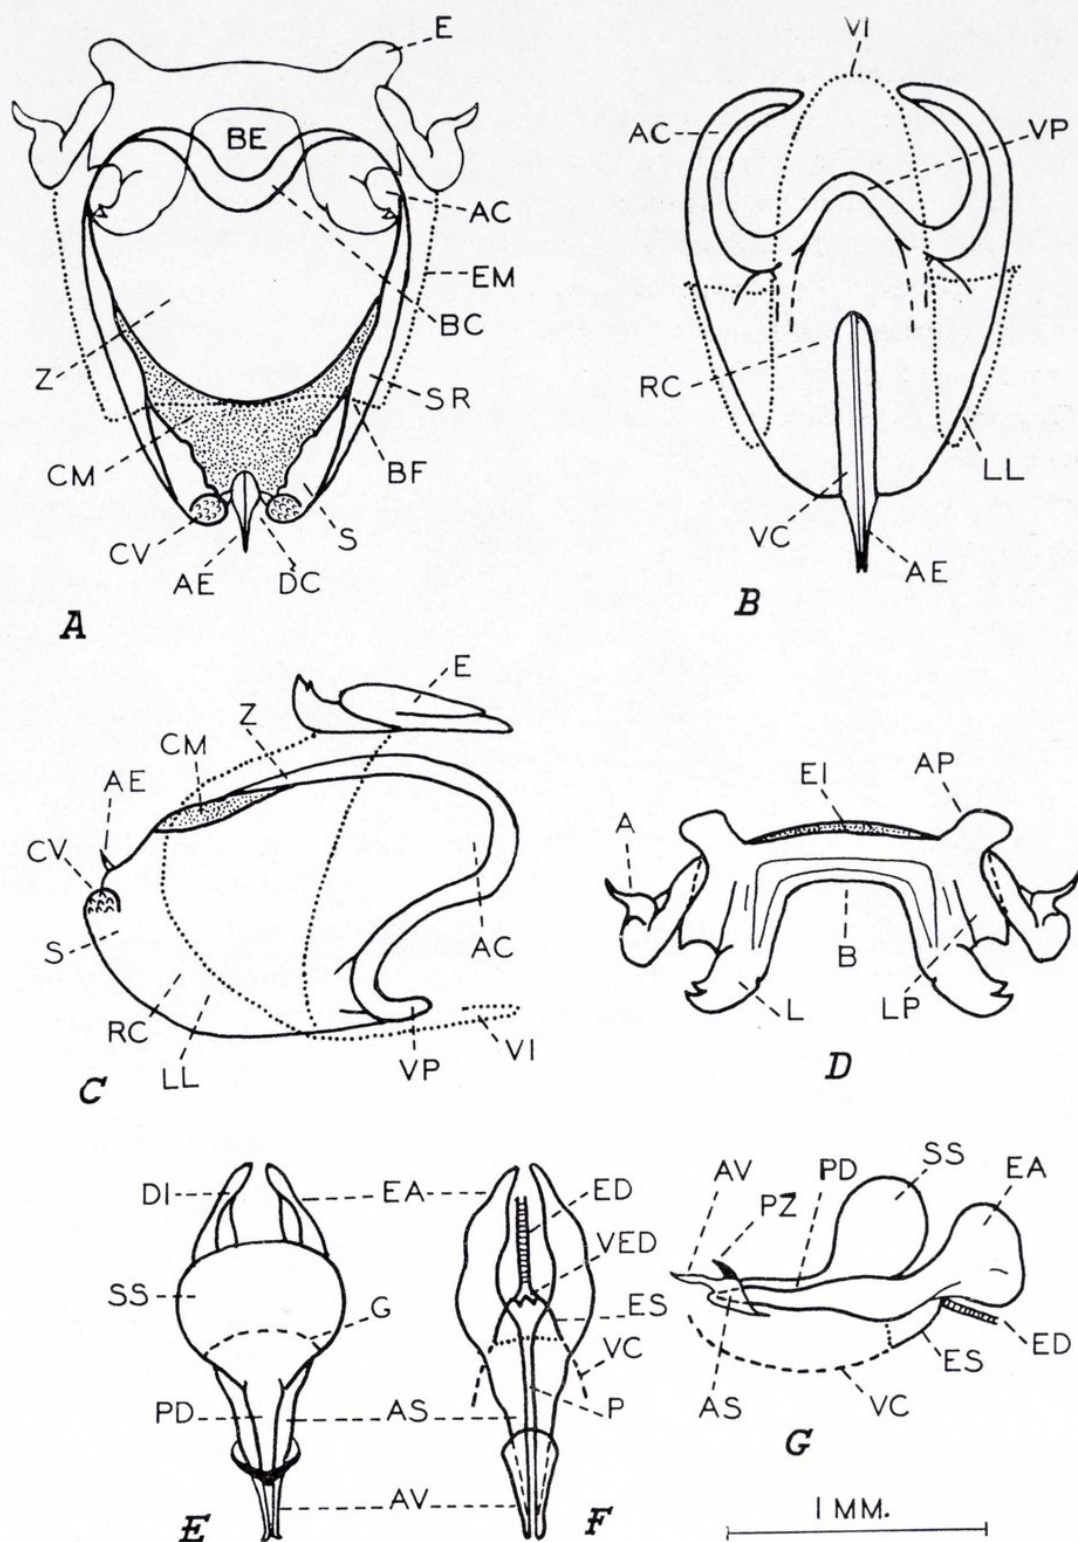 E
BE
AC
EM
BC
Z
SR
CM
BF
CV
S
AE
DC
A
VI
AC
VP
RC
LL
VC
AE
B
E
Z
CM
AE
CV
S
AC
RC
LL
VP
VI
C
EI
AP
A
B
L
LP
D
DI
EA
ED
VED
SS
G
ES
VC
PD
AS
P
AV
E
F
AV
PZ
PD
SS
EA
ED
ES
AS
VC
G
1 MM.